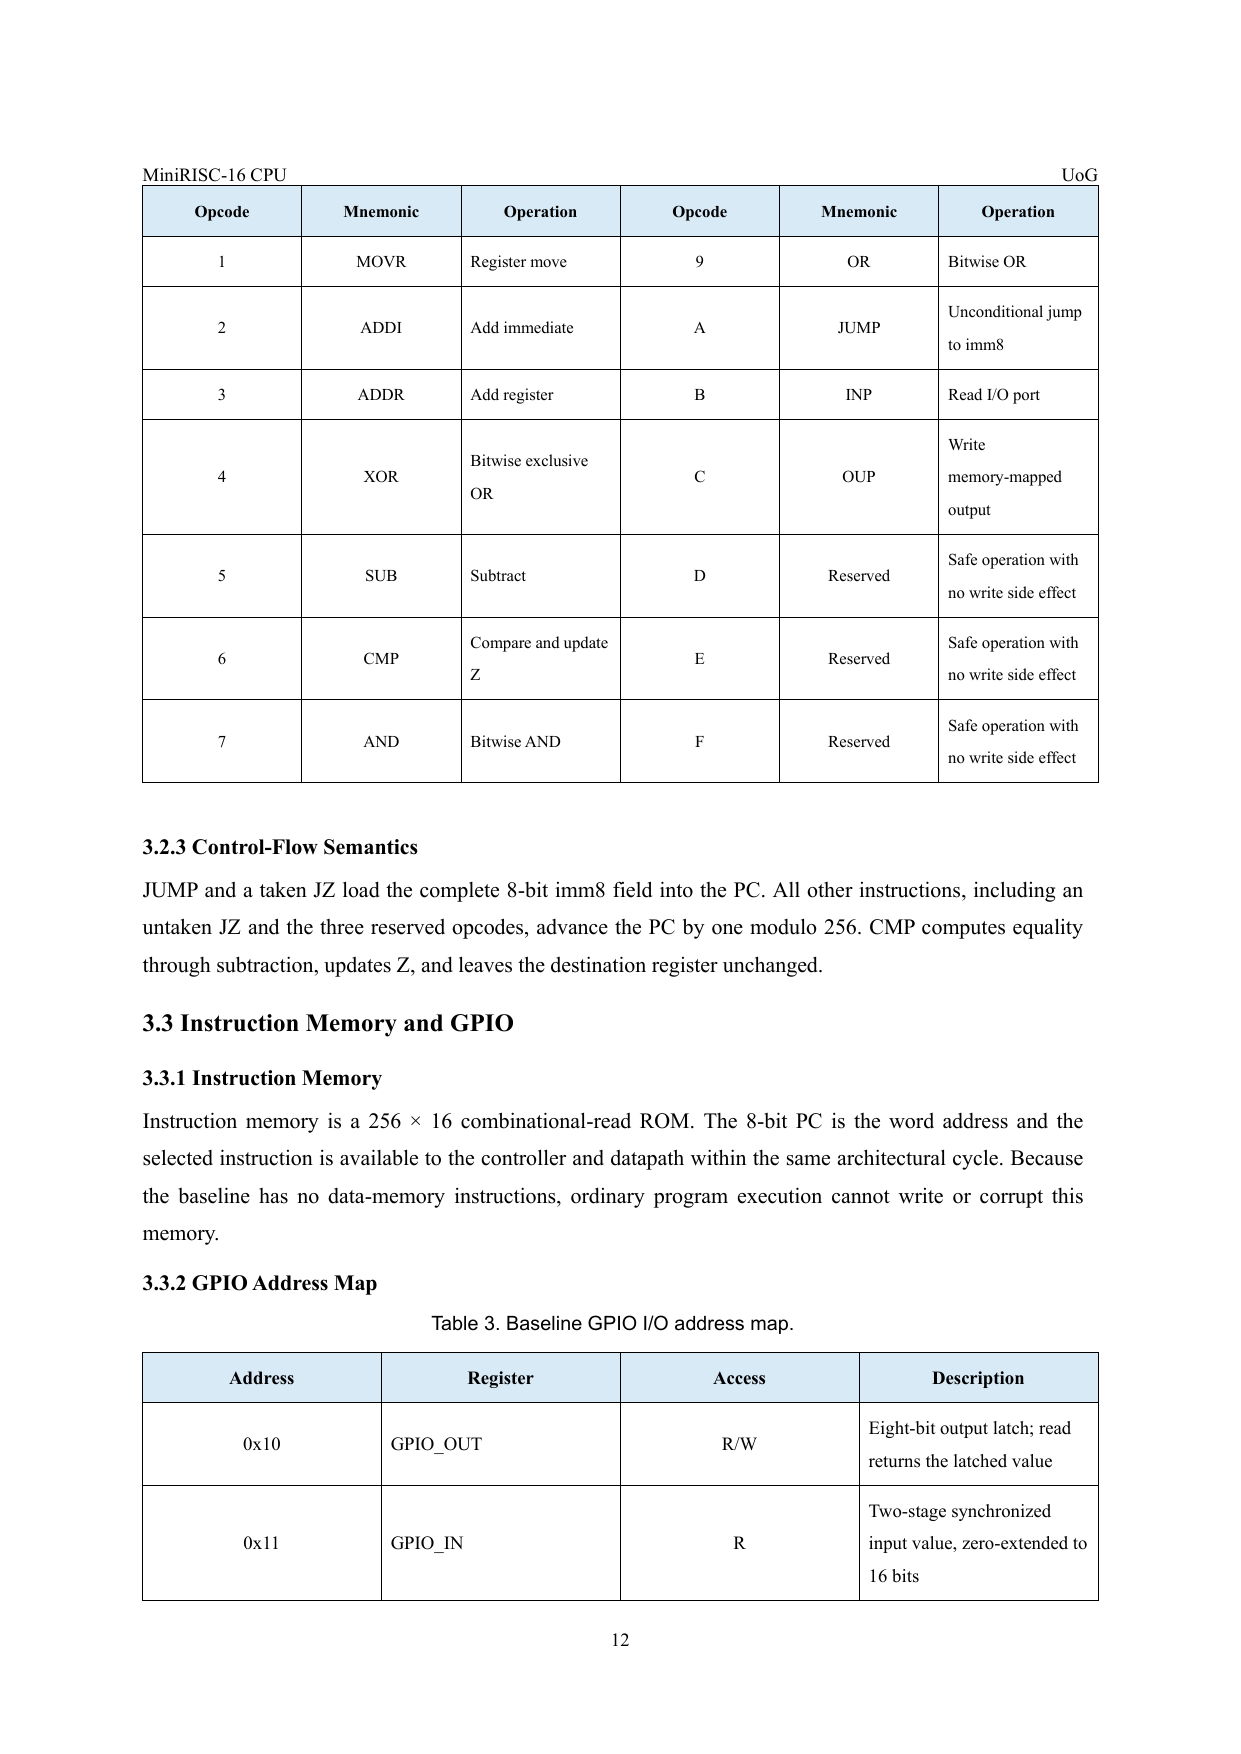 MiniRISC-16 CPU UoG
Opcode Mnemonic Operation Opcode Mnemonic Operation
1 MOVR Register move 9 OR Bitwise OR
2 ADDI Add immediate A JUMP Unconditional jump
to imm8
3 ADDR Add register B INP Read I/O port
4 XOR Bitwise exclusive
OR C OUP Write
memory-mapped
output
5 SUB Subtract D Reserved Safe operation with
no write side effect
6 CMP Compare and update
Z E Reserved Safe operation with
no write side effect
7 AND Bitwise AND F Reserved Safe operation with
no write side effect
3.2.3 Control-Flow Semantics
JUMP and a taken JZ load the complete 8-bit imm8 field into the PC. All other instructions, including an
untaken JZ and the three reserved opcodes, advance the PC by one modulo 256. CMP computes equality
through subtraction, updates Z, and leaves the destination register unchanged.
3.3 Instruction Memory and GPIO
3.3.1 Instruction Memory
Instruction memory is a 256 × 16 combinational-read ROM. The 8-bit PC is the word address and the
selected instruction is available to the controller and datapath within the same architectural cycle. Because
the baseline has no data-memory instructions, ordinary program execution cannot write or corrupt this
memory.
3.3.2 GPIO Address Map
Table 3. Baseline GPIO I/O address map.
Address Register Access Description
0x10 GPIO_OUT R/W Eight-bit output latch; read
returns the latched value
0x11 GPIO_IN R Two-stage synchronized
input value, zero-extended to
16 bits
12